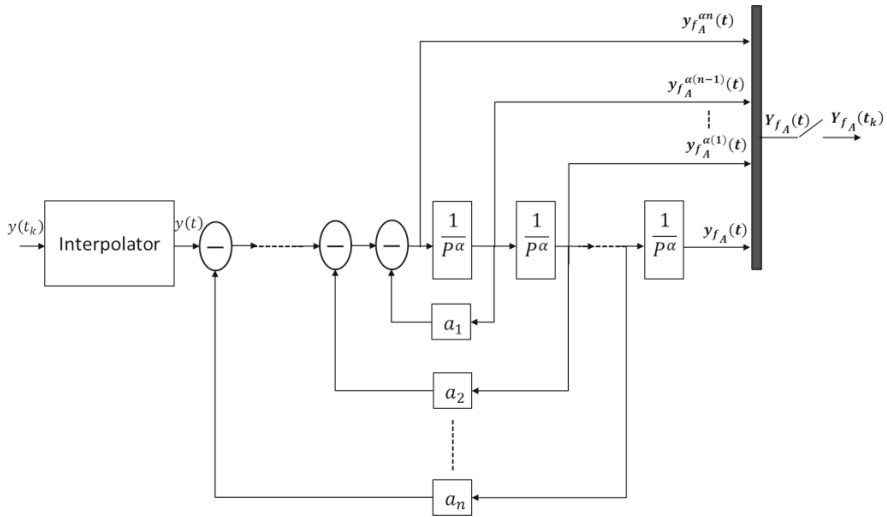 y_{f_A}^{αn}(t)
y_{f_A}^{α(n−1)}(t)
Y_{f_A}(t) Y_{f_A}(t_k)
y_{f_A}^{α(1)}(t)
y(t_k) Interpolator y(t) − − − 1/P^α 1/P^α 1/P^α y_{f_A}(t)
a_1
a_2
a_n